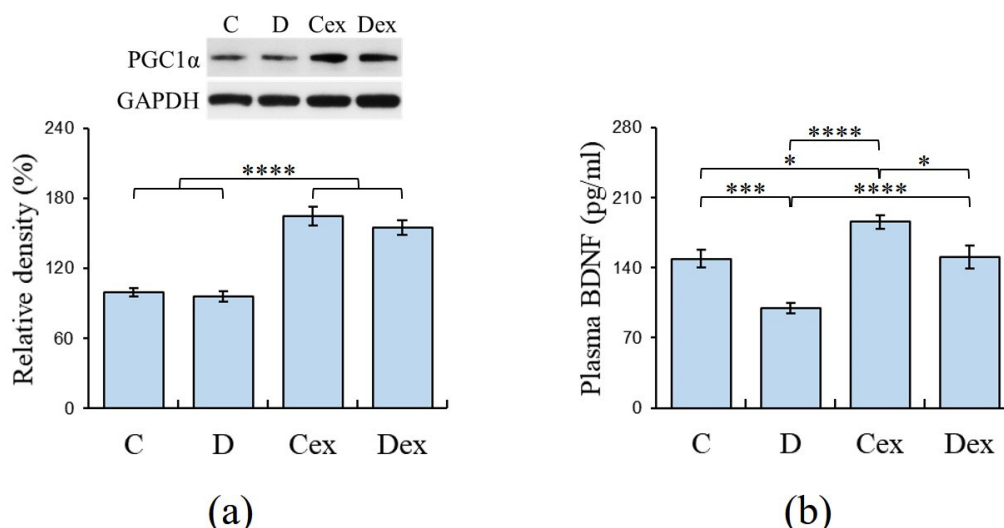 C D Cex Dex
PGC1α
GAPDH
Relative density (%)
240
180
120
60
0
****
C D Cex Dex
(a)
Plasma BDNF (pg/ml)
280
210
140
70
0
****
* *
*** ****
C D Cex Dex
(b)